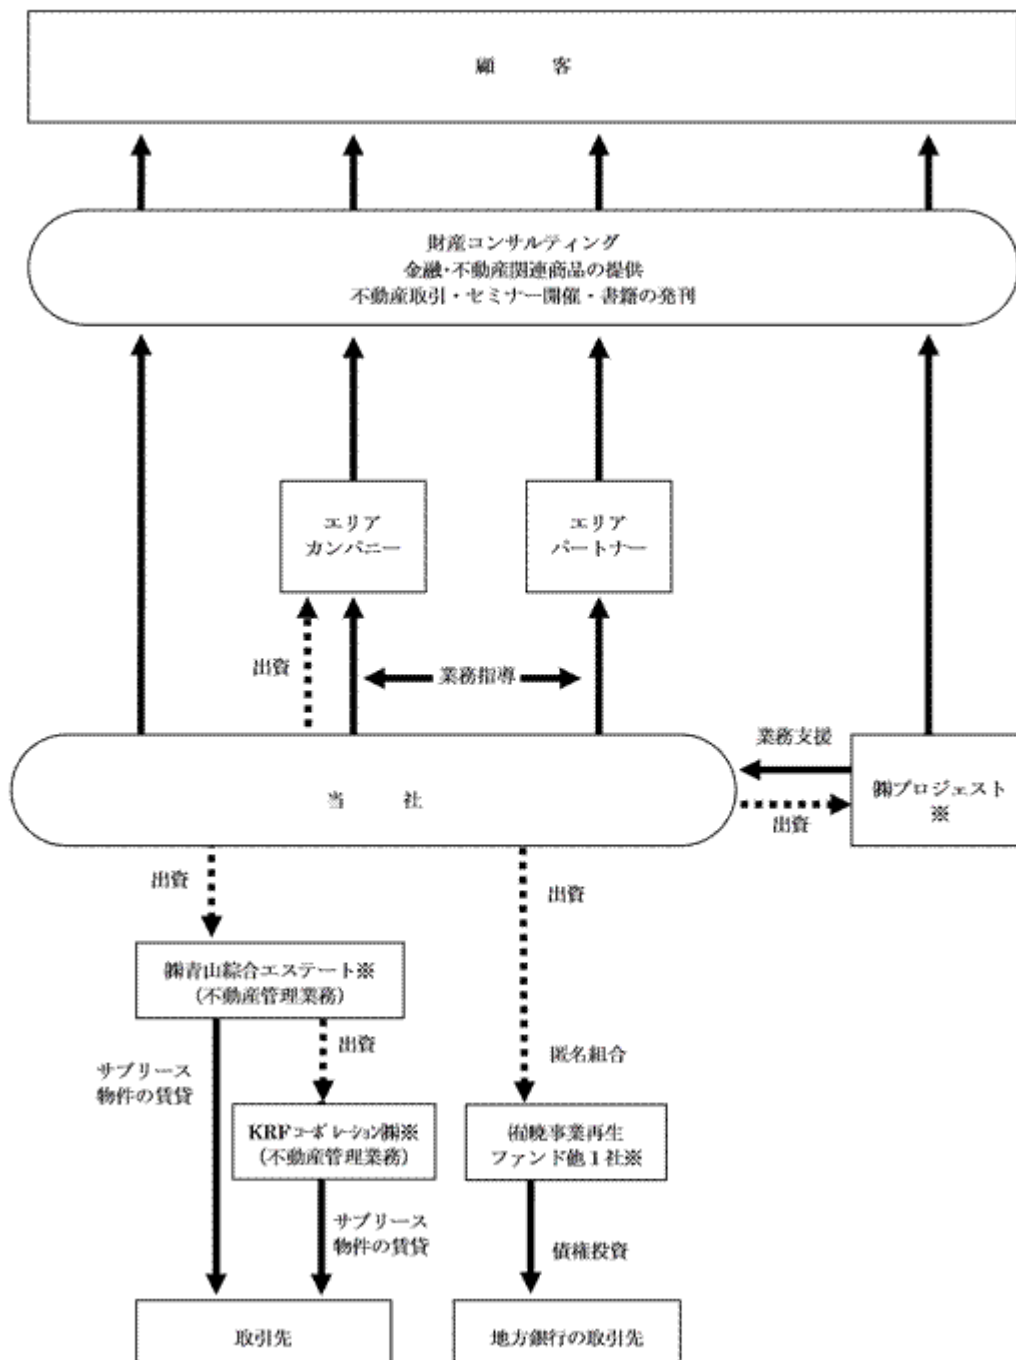 顧　　客
財産コンサルティング
金融・不動産関連商品の提供
不動産取引・セミナー開催・書籍の発刊
エリア
カンパニー
エリア
パートナー
出資
業務指導
業務支援
当　　社
㈱プロジェスト
※
出資
出資
出資
㈱青山綜合エステート※
(不動産管理業務)
出資
匿名組合
サブリース
物件の賃貸
KRFコーポレーション㈱※
(不動産管理業務)
㈲暁事業再生
ファンド他１社※
サブリース
物件の賃貸
債権投資
取引先
地方銀行の取引先